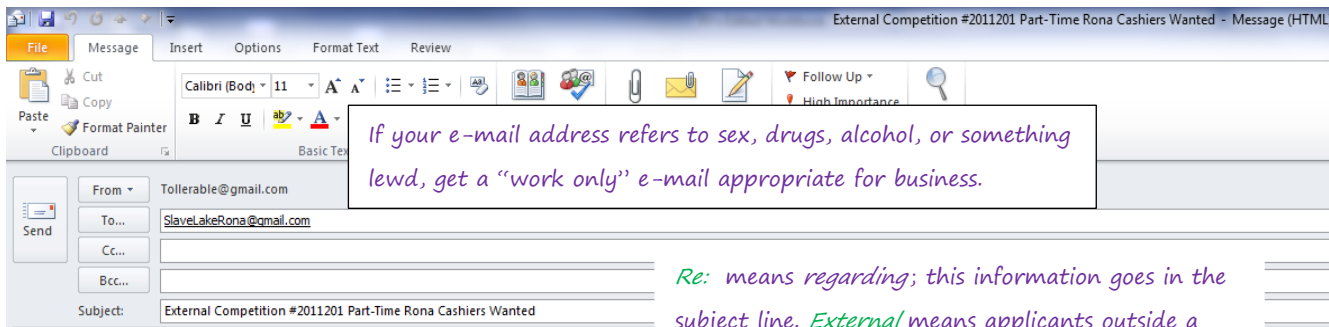 External Competition #2011201 Part-Time Rona Cashiers Wanted - Message (HTML
File Message Insert Options Format Text Review
Cut
Copy
Paste
Format Painter
Clipboard
Calibri (Body 11
B I U
Basic Tex
Follow Up
High Importance
If your e-mail address refers to sex, drugs, alcohol, or something
lewd, get a “work only” e-mail appropriate for business.
From Tollerable@gmail.com
Send
To... SlaveLakeRona@gmail.com
Cc...
Bcc...
Subject: External Competition #2011201 Part-Time Rona Cashiers Wanted
Re: means regarding; this information goes in the
subject line. External means applicants outside a